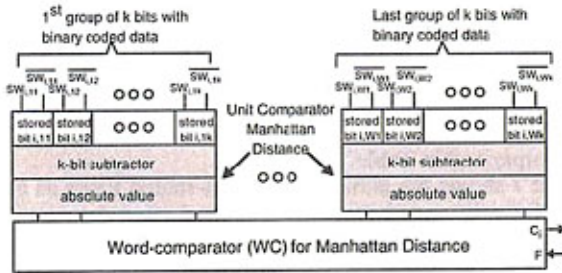 1st group of k bits with
binary coded data
Last group of k bits with
binary coded data
SWi,11 SWi,11 SWi,12 SWi,12 SWi,1k SWi,1k
SWi,W1 SWi,W1 SWi,W2 SWi,W2 SWi,Wk SWi,Wk
stored bit i,11
stored bit i,12
stored bit i,1k
Unit Comparator
Manhattan
Distance
stored bit i,W1
stored bit i,W2
stored bit i,Wk
k-bit subtractor
absolute value
k-bit subtractor
absolute value
Word-comparator (WC) for Manhattan Distance
Ci
F